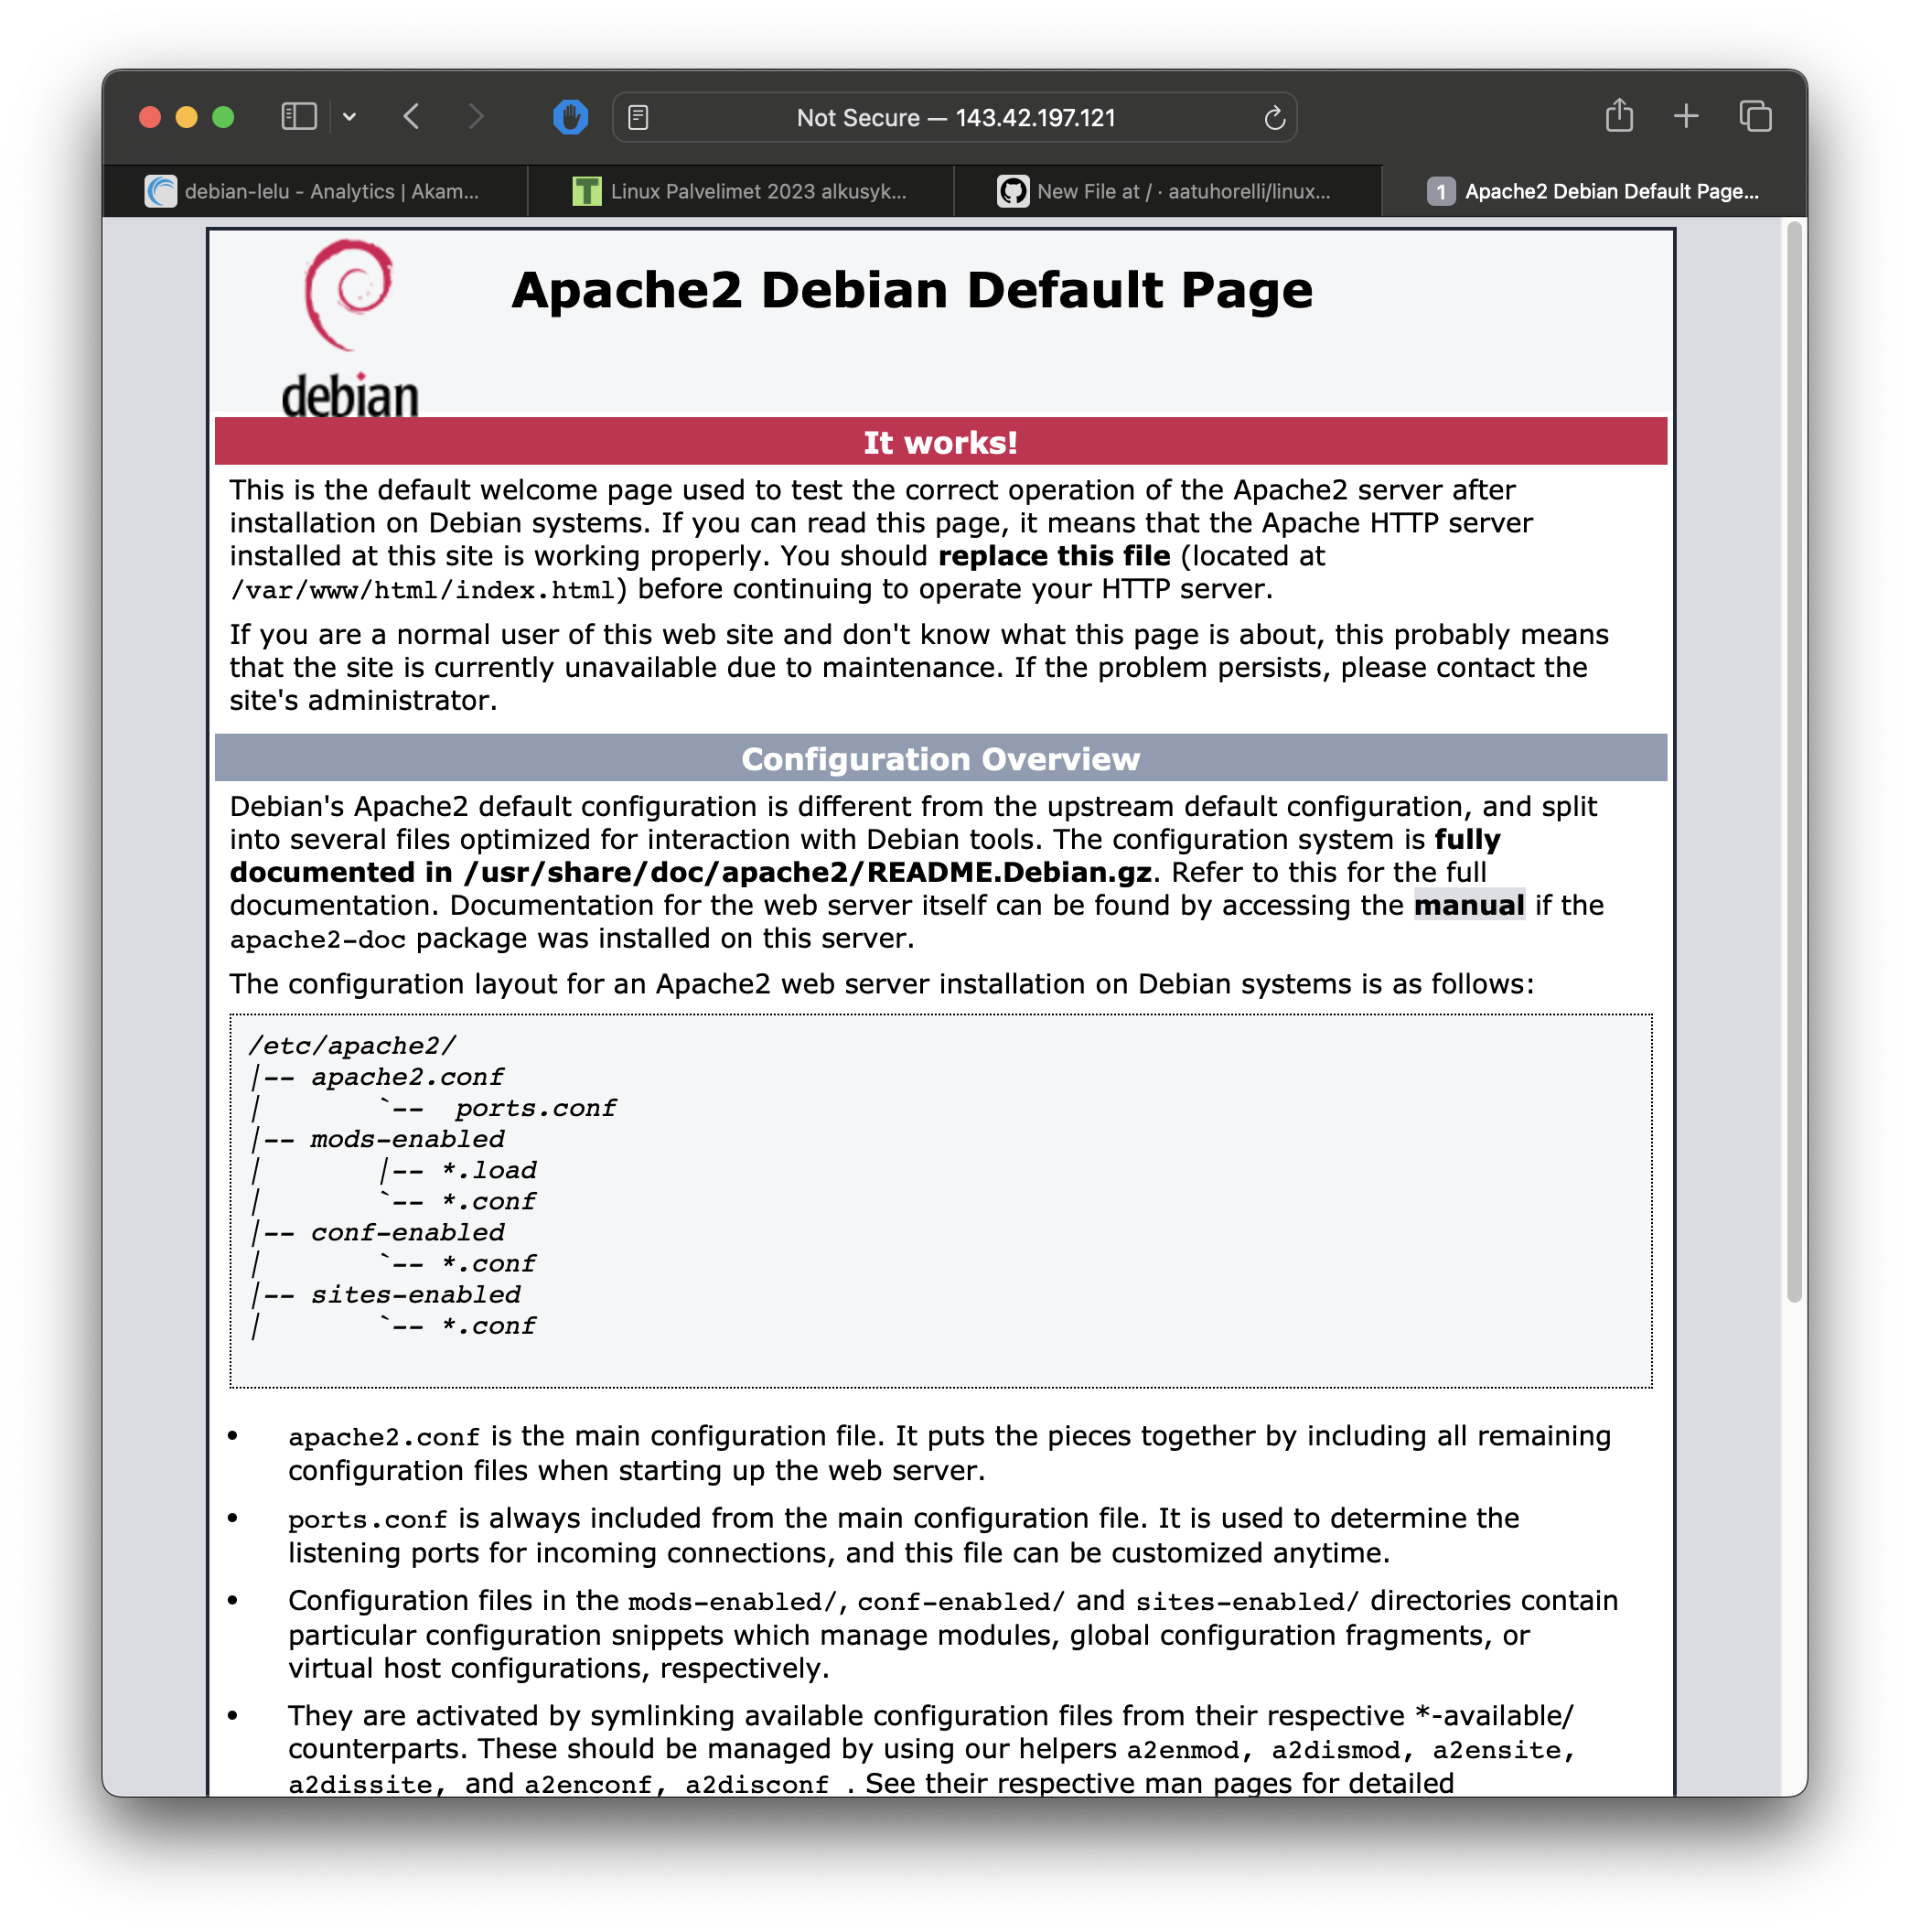 Not Secure — 143.42.197.121
debian-lelu - Analytics | Akam...
Linux Palvelimet 2023 alkusyk...
New File at / · aatuhorelli/linux...
1 Apache2 Debian Default Page...
debian
Apache2 Debian Default Page
It works!
This is the default welcome page used to test the correct operation of the Apache2 server after
installation on Debian systems. If you can read this page, it means that the Apache HTTP server
installed at this site is working properly. You should replace this file (located at
/var/www/html/index.html) before continuing to operate your HTTP server.
If you are a normal user of this web site and don't know what this page is about, this probably means
that the site is currently unavailable due to maintenance. If the problem persists, please contact the
site's administrator.
Configuration Overview
Debian's Apache2 default configuration is different from the upstream default configuration, and split
into several files optimized for interaction with Debian tools. The configuration system is fully
documented in /usr/share/doc/apache2/README.Debian.gz. Refer to this for the full
documentation. Documentation for the web server itself can be found by accessing the manual if the
apache2-doc package was installed on this server.
The configuration layout for an Apache2 web server installation on Debian systems is as follows:
/etc/apache2/
|-- apache2.conf
|       `--  ports.conf
|-- mods-enabled
|       |-- *.load
|       `-- *.conf
|-- conf-enabled
|       `-- *.conf
|-- sites-enabled
|       `-- *.conf
• apache2.conf is the main configuration file. It puts the pieces together by including all remaining
configuration files when starting up the web server.
• ports.conf is always included from the main configuration file. It is used to determine the
listening ports for incoming connections, and this file can be customized anytime.
• Configuration files in the mods-enabled/, conf-enabled/ and sites-enabled/ directories contain
particular configuration snippets which manage modules, global configuration fragments, or
virtual host configurations, respectively.
• They are activated by symlinking available configuration files from their respective *-available/
counterparts. These should be managed by using our helpers a2enmod, a2dismod, a2ensite,
a2dissite, and a2enconf, a2disconf . See their respective man pages for detailed